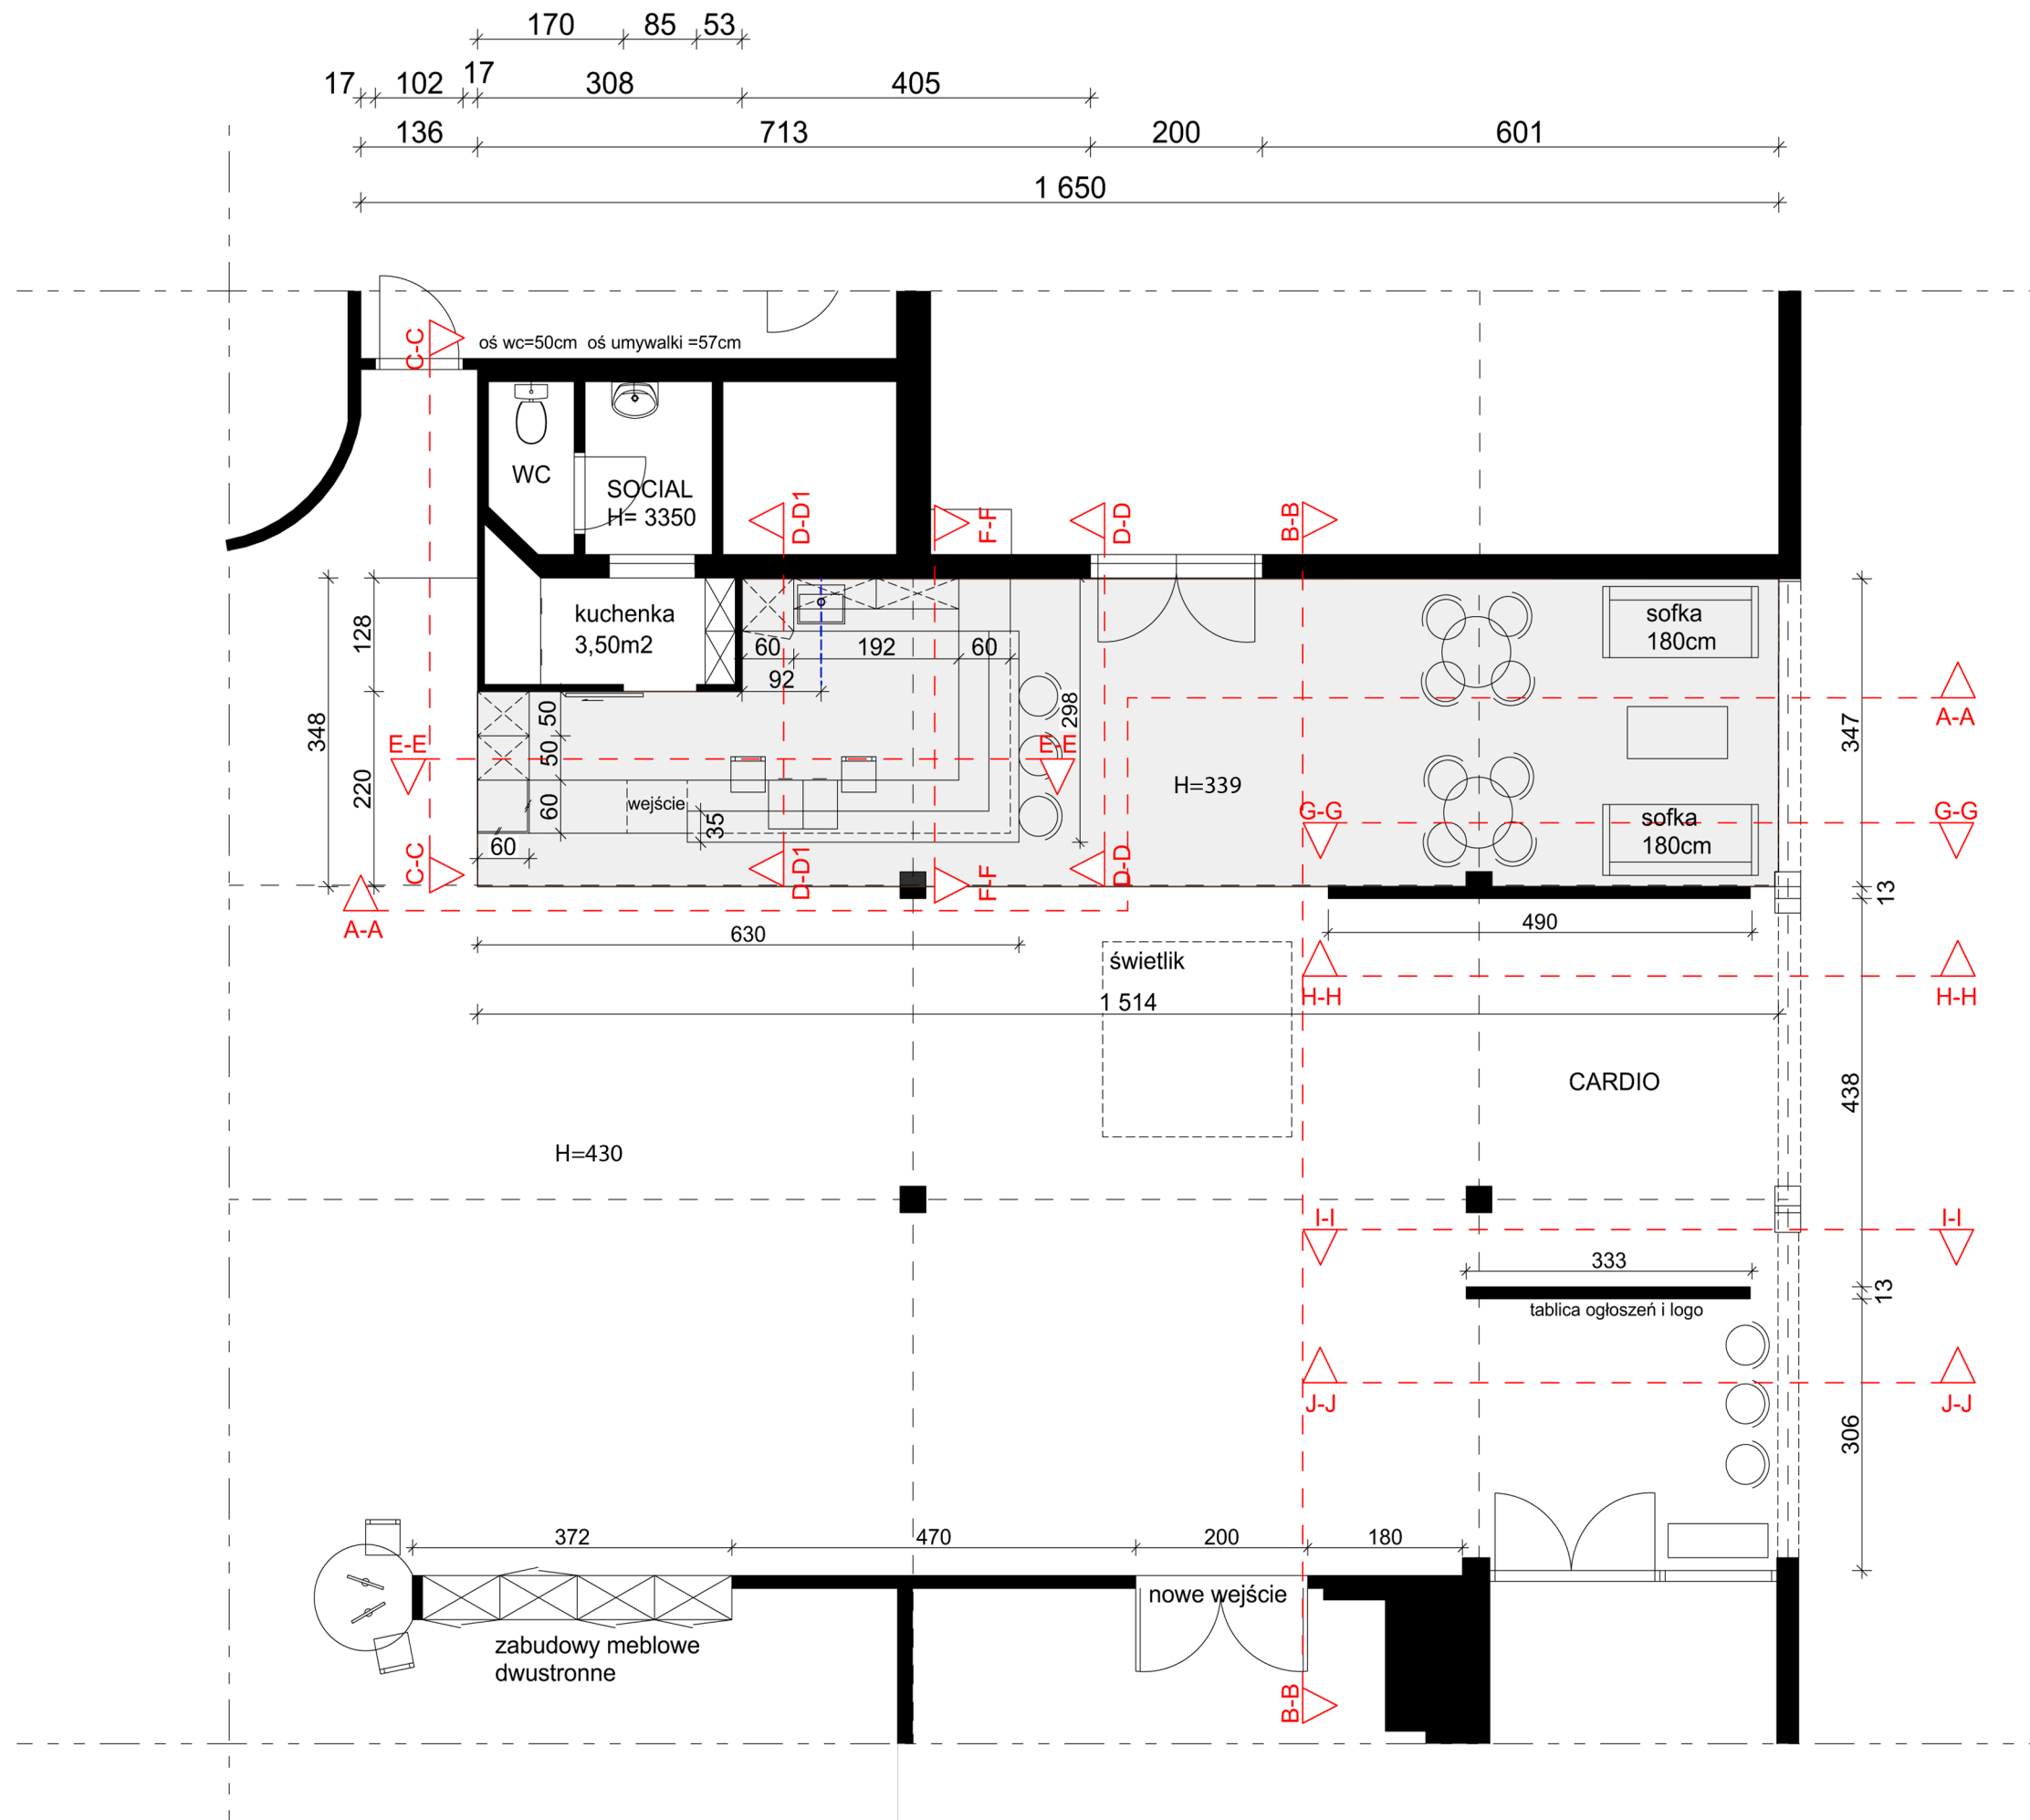 170 85 53
17 102 17 308 405
136 713 200 601
1 650
oś wc=50cm oś umywalki =57cm
C-C
WC
SOCIAL
H= 3350
D-D1
F-F
D-D
B-B
kuchenka
3,50m2
sofka
180cm
128
60 192 60
92
298
348
220
50
50
60
35
60
347
A-A
E-E
E-E
wejście
H=339
G-G
G-G
sofka
180cm
C-C
D-D1
F-F
D-D
13
A-A
630
490
świetlik
H-H
H-H
1 514
CARDIO
438
H=430
I-I
I-I
333
13
tablica ogłoszeń i logo
J-J
J-J
306
372 470 200 180
nowe wejście
zabudowy meblowe
dwustronne
B-B